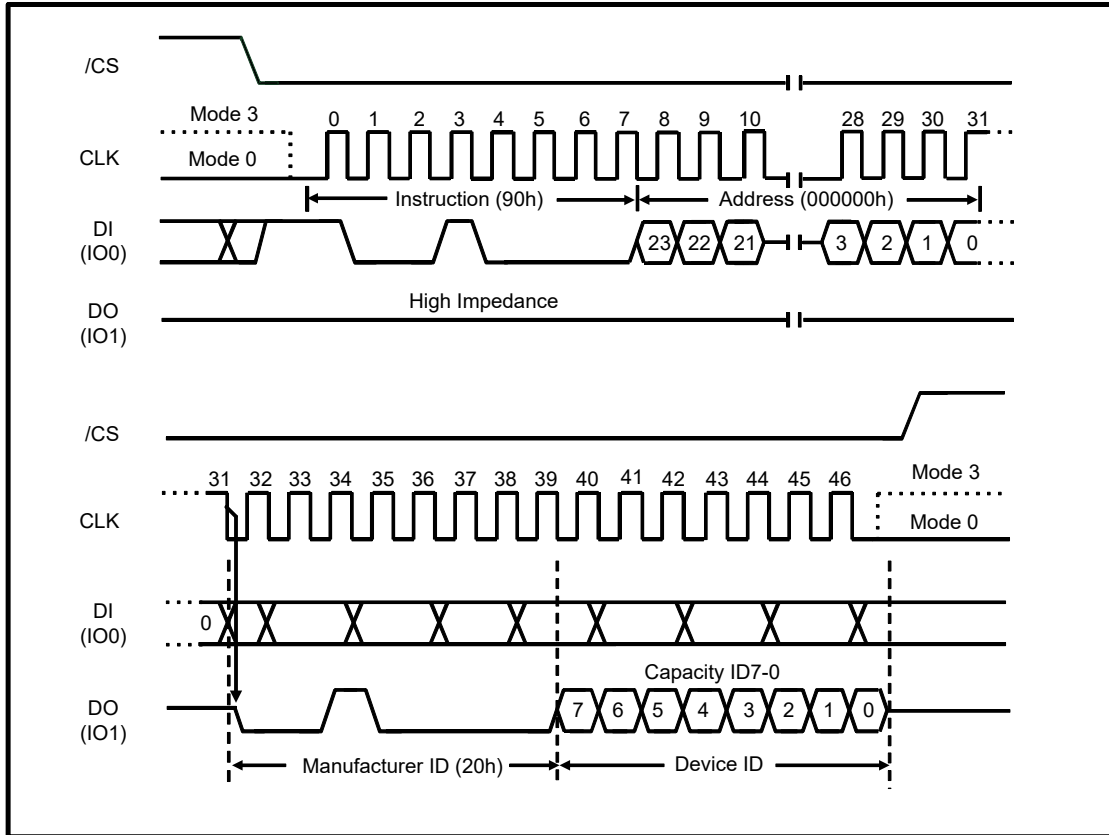 /CS
Mode 3
0 1 2 3 4 5 6 7 8 9 10 28 29 30 31
CLK
Mode 0
Instruction (90h) Address (000000h)
DI
(IO0)
23 22 21 3 2 1 0
High Impedance
DO
(IO1)
/CS
31 32 33 34 35 36 37 38 39 40 41 42 43 44 45 46
Mode 3
CLK
Mode 0
DI
(IO0)
0
Capacity ID7-0
DO
(IO1)
7 6 5 4 3 2 1 0
Manufacturer ID (20h) Device ID